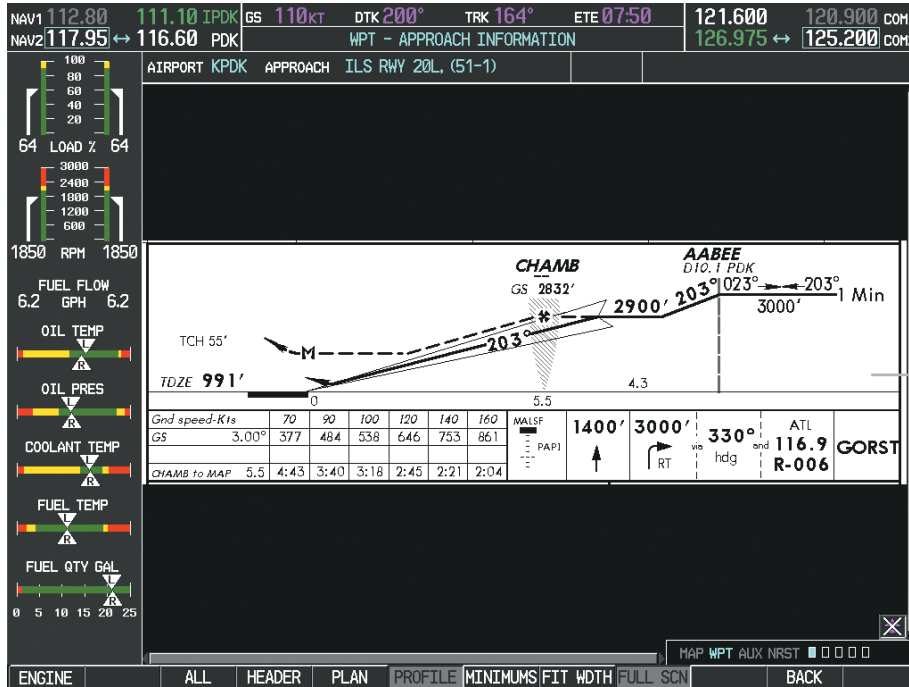 NAV1 112.80 111.10 IPDK GS 110KT DTK 200° TRK 164° ETE 07:50 121.600 120.900 COM
NAV2 117.95 ↔ 116.60 PDK WPT - APPROACH INFORMATION 126.975 ↔ 125.200 COM
AIRPORT KPDK APPROACH ILS RWY 20L, (51-1)
100
80
60
40
20
64 LOAD % 64
3000
2400
1800
1200
600
1850 RPM 1850
FUEL FLOW
6.2 GPH 6.2
OIL TEMP
L
R
OIL PRES
L
R
COOLANT TEMP
L
R
FUEL TEMP
L
R
FUEL QTY GAL
L
R
0 5 10 15 20 25
CHAMB
GS 2832'
AABEE
D10.1 PDK
023° 203°
1 Min
3000'
203°
2900'
203°
TCH 55'
M
TDZE 991'
0
5.5
4.3
Gnd speed-Kts 70 90 100 120 140 160
GS 3.00° 377 484 538 646 753 861
CHAMB to MAP 5.5 4:43 3:40 3:18 2:45 2:21 2:04
MALSF
PAPI
1400'
3000'
RT
via 330° and
hdg
ATL
116.9
R-006
GORST
MAP WPT AUX NRST
ENGINE ALL HEADER PLAN PROFILE MINIMUMS FIT WDTH FULL SCN BACK